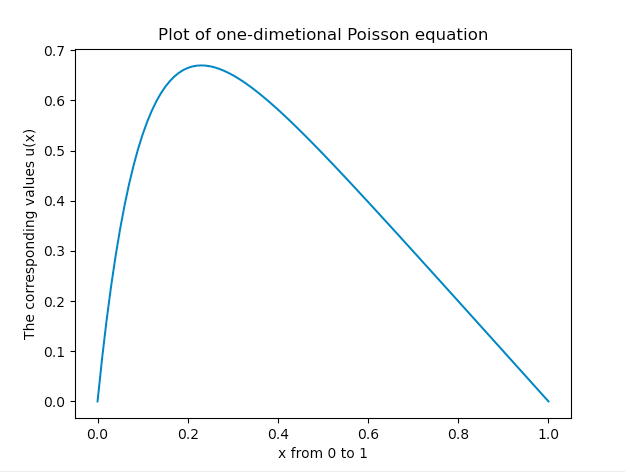 Plot of one-dimetional Poisson equation
0.7
0.6
0.5
0.4
0.3
0.2
0.1
0.0
The corresponding values u(x)
0.0 0.2 0.4 0.6 0.8 1.0
x from 0 to 1